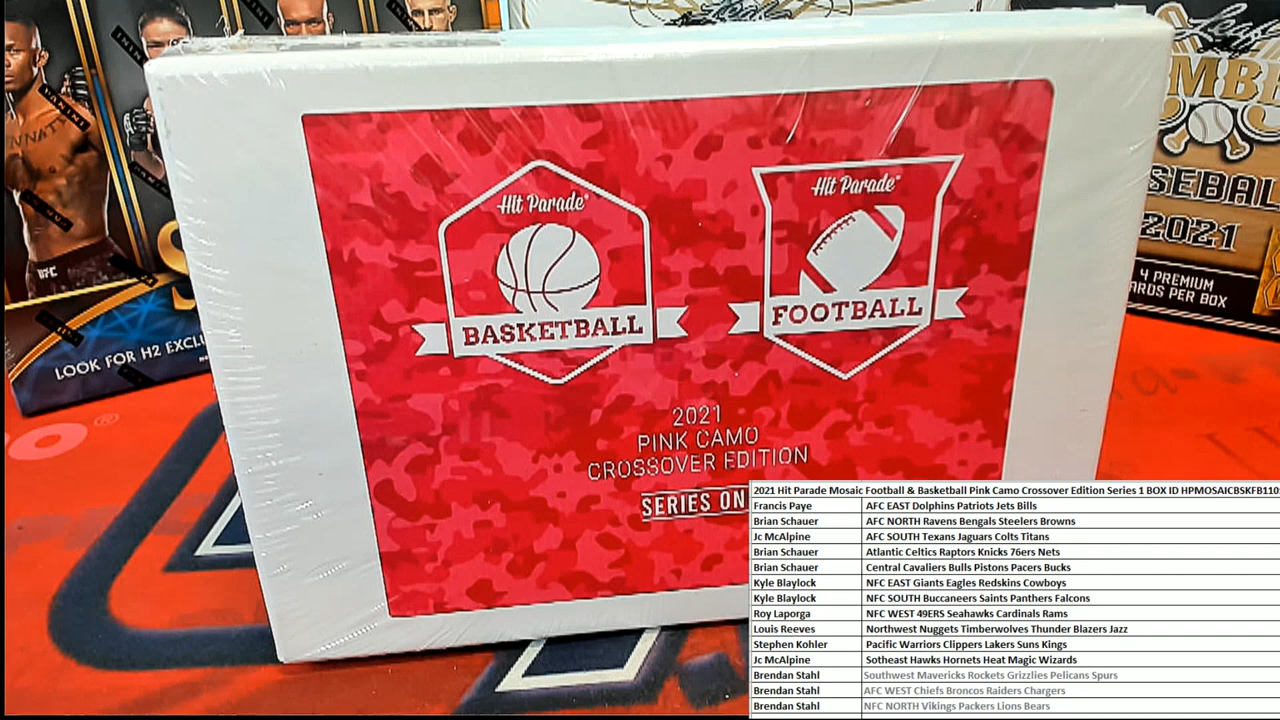 Leaf
MBL
SEBAL
2021
4 PREMIUM
ARDS PER BOX
UFC
LOOK FOR H2 EXCLU
Hit Parade®
BASKETBALL
Hit Parade®
FOOTBALL
2021
PINK CAMO
CROSSOVER EDITION
SERIES ON
2021 Hit Parade Mosaic Football & Basketball Pink Camo Crossover Edition Series 1 BOX ID HPMOSAICBSKFB110
Francis Paye AFC EAST Dolphins Patriots Jets Bills
Brian Schauer AFC NORTH Ravens Bengals Steelers Browns
Jc McAlpine AFC SOUTH Texans Jaguars Colts Titans
Brian Schauer Atlantic Celtics Raptors Knicks 76ers Nets
Brian Schauer Central Cavaliers Bulls Pistons Pacers Bucks
Kyle Blaylock NFC EAST Giants Eagles Redskins Cowboys
Kyle Blaylock NFC SOUTH Buccaneers Saints Panthers Falcons
Roy Laporga NFC WEST 49ERS Seahawks Cardinals Rams
Louis Reeves Northwest Nuggets Timberwolves Thunder Blazers Jazz
Stephen Kohler Pacific Warriors Clippers Lakers Suns Kings
Jc McAlpine Sotheast Hawks Hornets Heat Magic Wizards
Brendan Stahl Southwest Mavericks Rockets Grizzlies Pelicans Spurs
Brendan Stahl AFC WEST Chiefs Broncos Raiders Chargers
Brendan Stahl NFC NORTH Vikings Packers Lions Bears